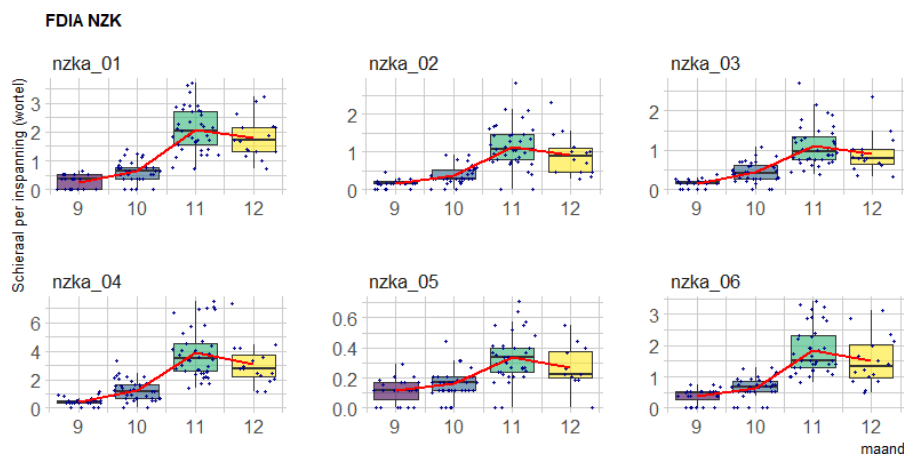 FDIA NZK
Schieraal per inspanning (wortel)
nzka_01
3
2
1
0
9 10 11 12
nzka_02
2
1
0
9 10 11 12
nzka_03
2
1
0
9 10 11 12
nzka_04
6
4
2
0
9 10 11 12
nzka_05
0.6
0.4
0.2
0.0
9 10 11 12
nzka_06
3
2
1
0
9 10 11 12
maand